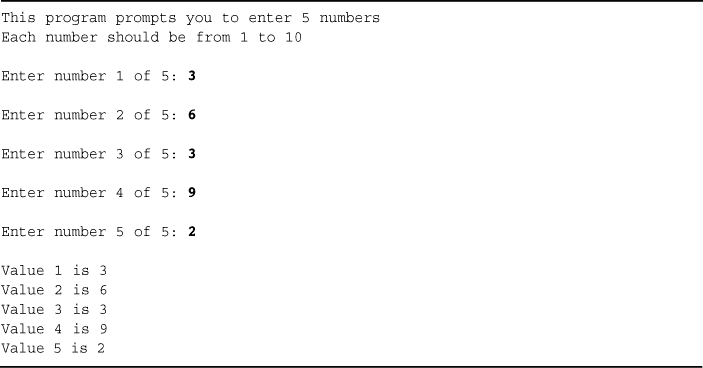 This program prompts you to enter 5 numbers
Each number should be from 1 to 10
Enter number 1 of 5: 3
Enter number 2 of 5: 6
Enter number 3 of 5: 3
Enter number 4 of 5: 9
Enter number 5 of 5: 2
Value 1 is 3
Value 2 is 6
Value 3 is 3
Value 4 is 9
Value 5 is 2